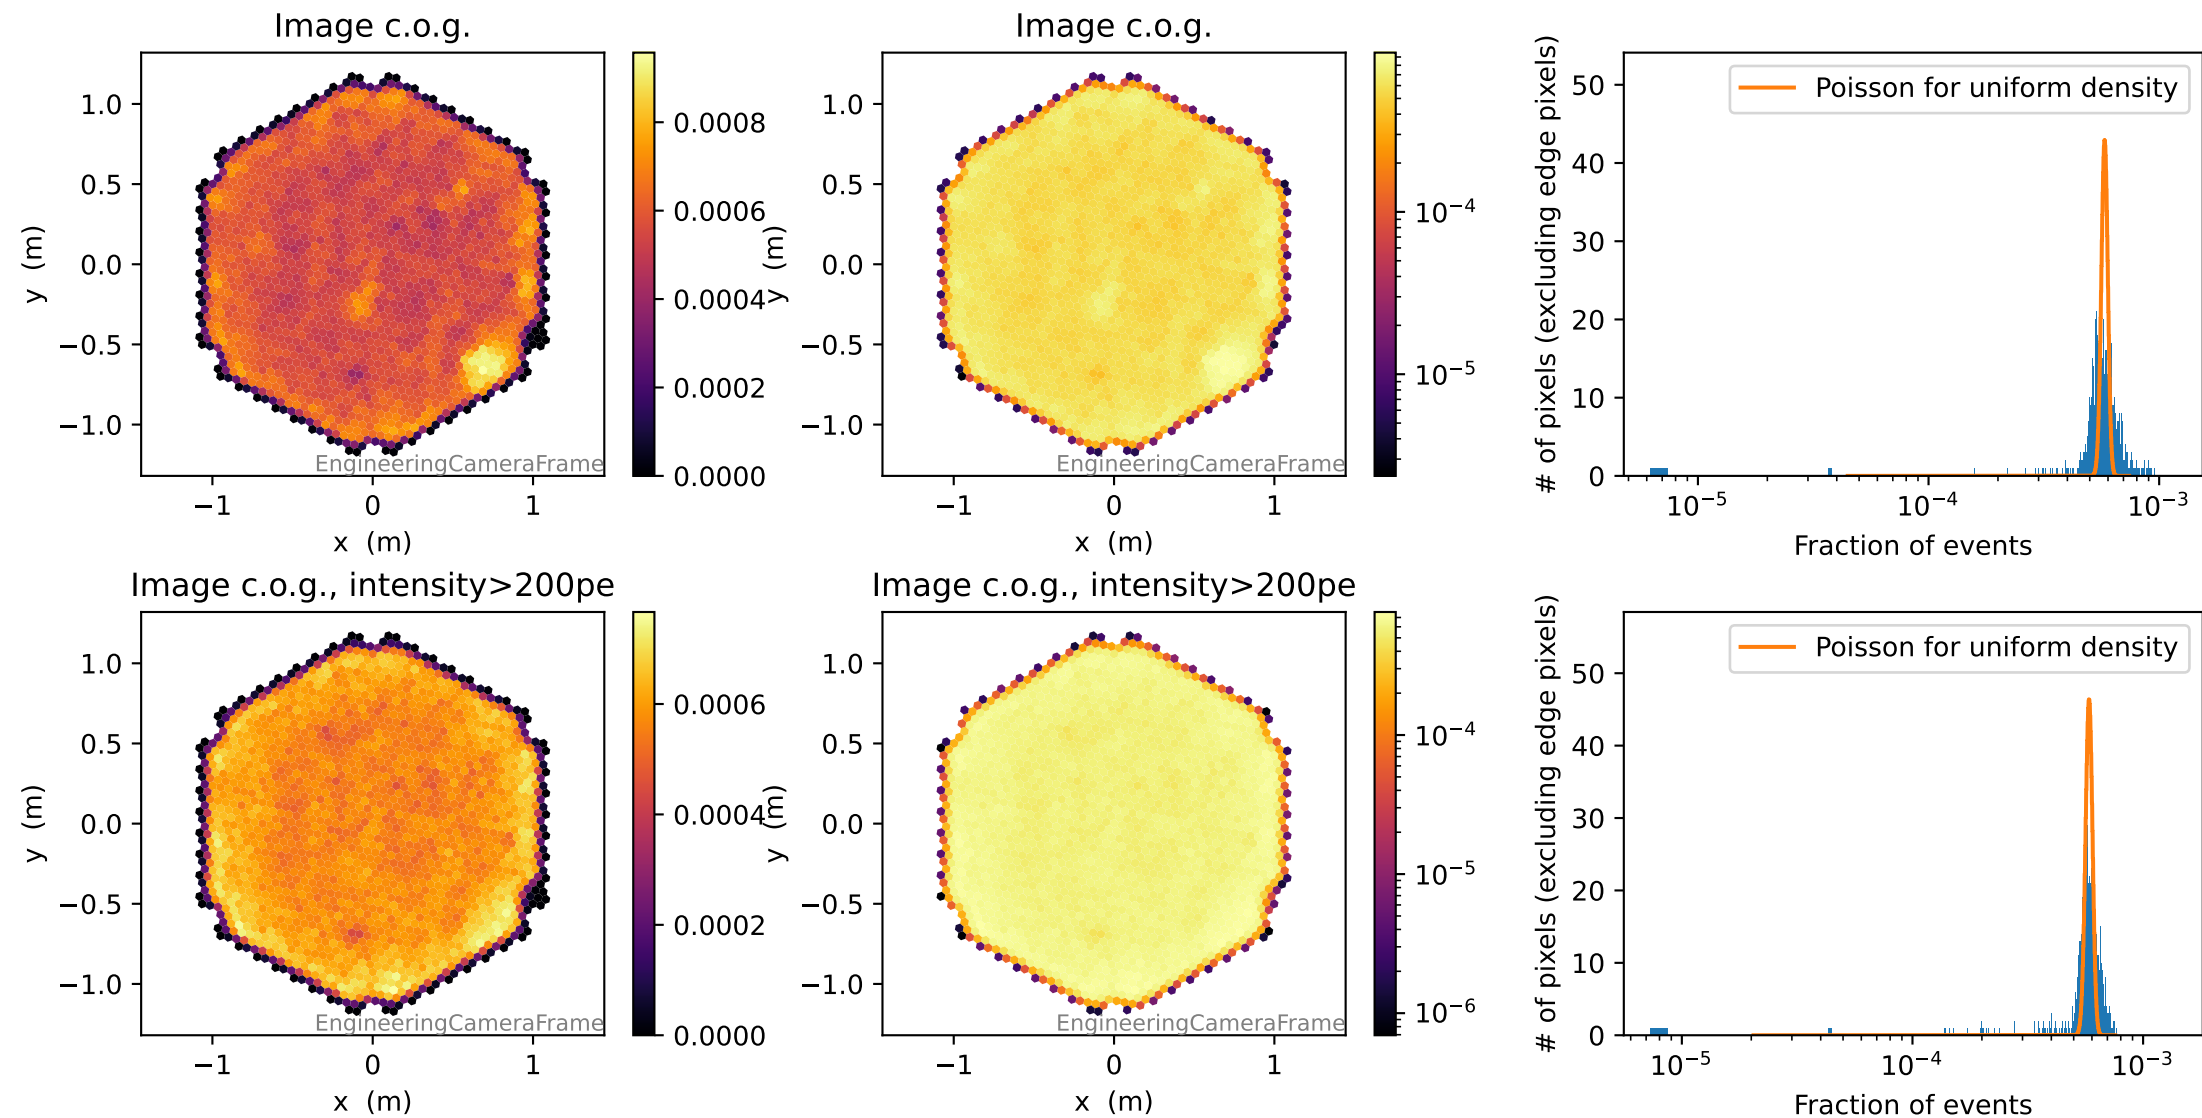 Image c.o.g.
Image c.o.g.
y (m)
1.0
0.5
0.0
−0.5
−1.0
−1
0
1
x (m)
EngineeringCameraFrame
0.0008
0.0006
0.0004
0.0002
0.0000
y (m)
1.0
0.5
0.0
−0.5
−1.0
−1
0
1
x (m)
EngineeringCameraFrame
10⁻⁴
10⁻⁵
# of pixels (excluding edge pixels)
50
40
30
20
10
0
Poisson for uniform density
10⁻⁵
10⁻⁴
10⁻³
Fraction of events
Image c.o.g., intensity>200pe
Image c.o.g., intensity>200pe
y (m)
1.0
0.5
0.0
−0.5
−1.0
−1
0
1
x (m)
EngineeringCameraFrame
0.0006
0.0004
0.0002
0.0000
y (m)
1.0
0.5
0.0
−0.5
−1.0
−1
0
1
x (m)
EngineeringCameraFrame
10⁻⁴
10⁻⁵
10⁻⁶
# of pixels (excluding edge pixels)
50
40
30
20
10
0
Poisson for uniform density
10⁻⁵
10⁻⁴
10⁻³
Fraction of events